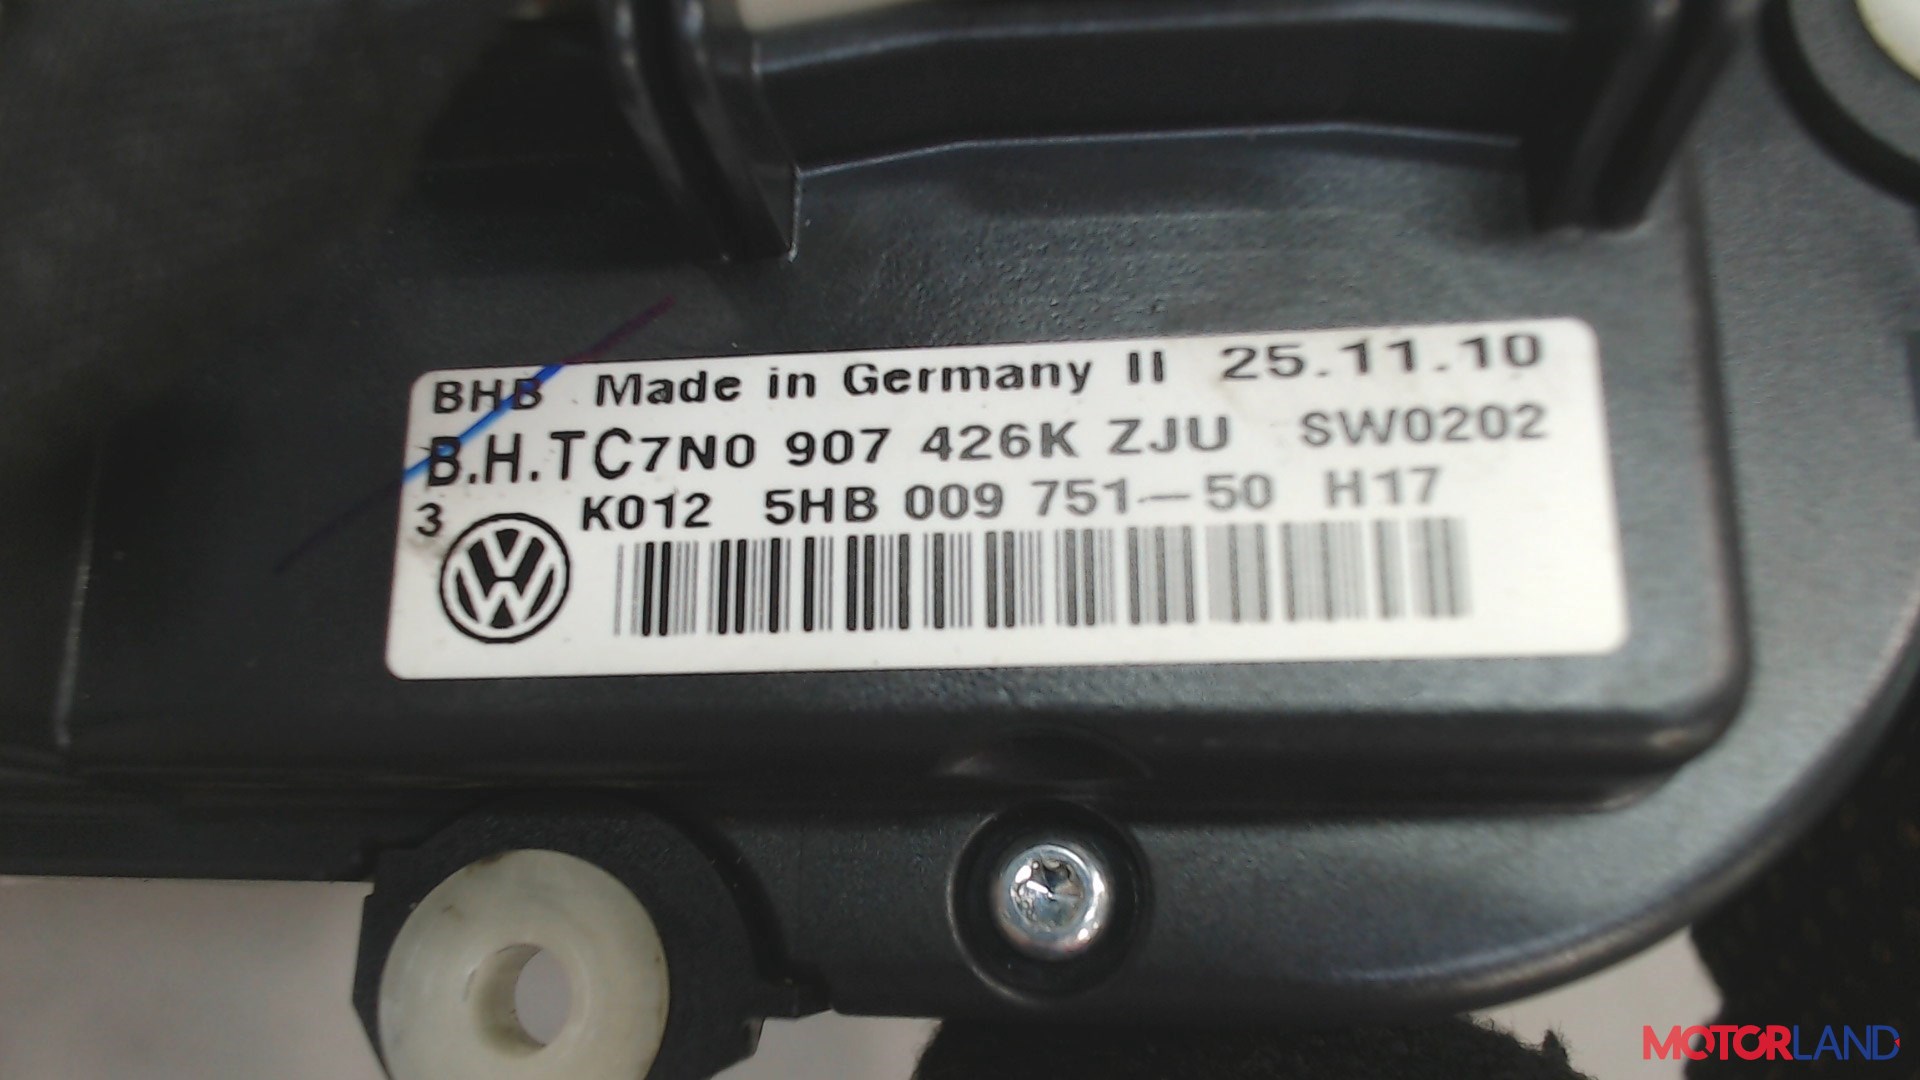 BHB Made in Germany II 25.11.10
B.H.TC7N0 907 426K ZJU SW0202
3 K012 5HB 009 751-50 H17
MOTORLAND